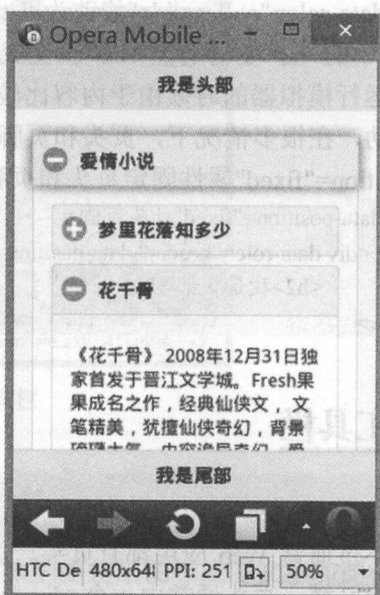 Opera Mobile ...
我是头部
爱情小说
梦里花落知多少
花千骨
《花千骨》 2008年12月31日独
家首发于晋江文学城。Fresh果
果成名之作，经典仙侠文，文
笔精美，犹擅仙侠奇幻，背景
我是尾部
HTC De 480x64 PPI: 251 50%